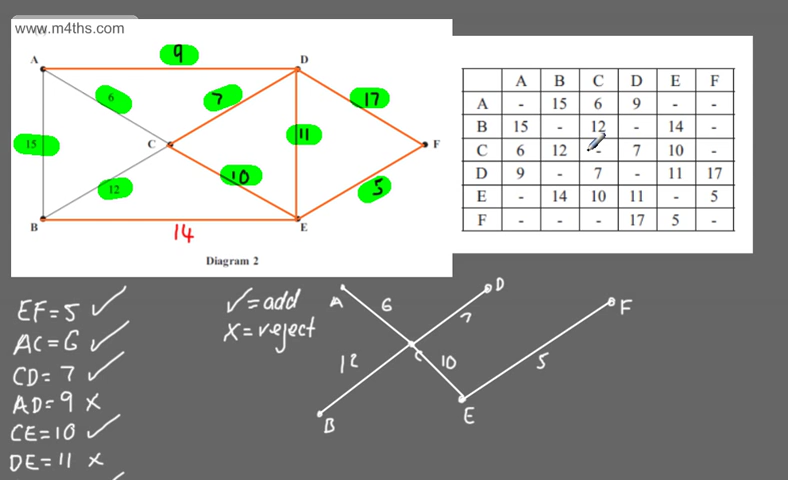 www.m4ths.com
9
A D
6 7 17
15 C 11 F
12 10 5
B E
14
Diagram 2
A B C D E F
A - 15 6 9 - -
B 15 - 12 - 14 -
C 6 12 - 7 10 -
D 9 - 7 - 11 17
E - 14 10 11 - 5
F - - - 17 5 -
EF = 5 ✓
AC = 6 ✓
CD = 7 ✓
AD = 9 x
CE = 10 ✓
DE = 11 x
✓ = add
x = reject
A 6 D
7 F
12 C 10 5
B E